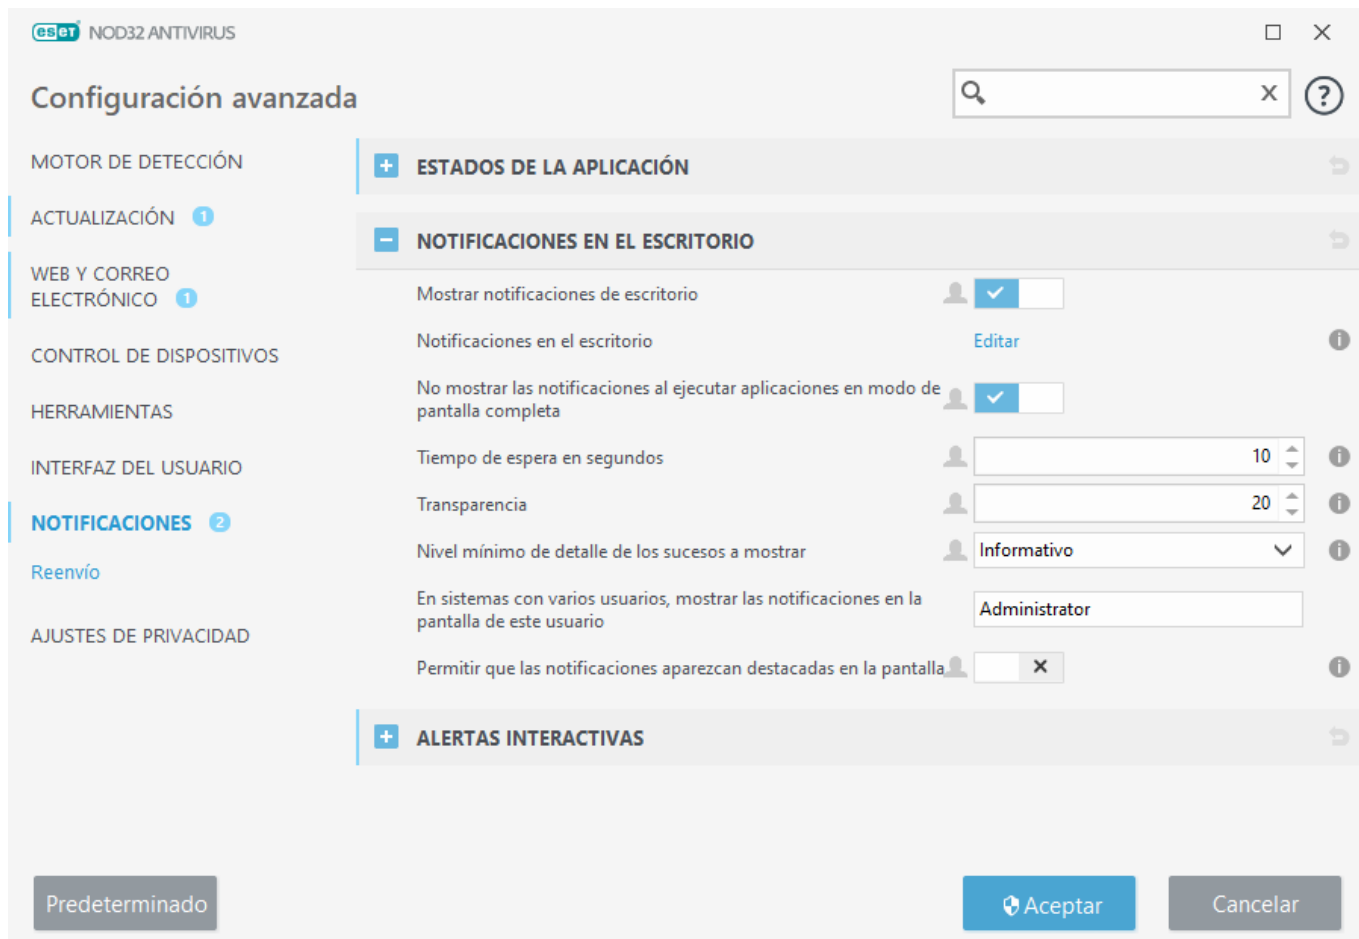 eset NOD32 ANTIVIRUS
Configuración avanzada
MOTOR DE DETECCIÓN
ACTUALIZACIÓN 1
WEB Y CORREO
ELECTRÓNICO 1
CONTROL DE DISPOSITIVOS
HERRAMIENTAS
INTERFAZ DEL USUARIO
NOTIFICACIONES 2
Reenvío
AJUSTES DE PRIVACIDAD
ESTADOS DE LA APLICACIÓN
NOTIFICACIONES EN EL ESCRITORIO
Mostrar notificaciones de escritorio
Notificaciones en el escritorio Editar
No mostrar las notificaciones al ejecutar aplicaciones en modo de
pantalla completa
Tiempo de espera en segundos 10
Transparencia 20
Nivel mínimo de detalle de los sucesos a mostrar Informativo
En sistemas con varios usuarios, mostrar las notificaciones en la
pantalla de este usuario Administrator
Permitir que las notificaciones aparezcan destacadas en la pantalla
ALERTAS INTERACTIVAS
Predeterminado Aceptar Cancelar